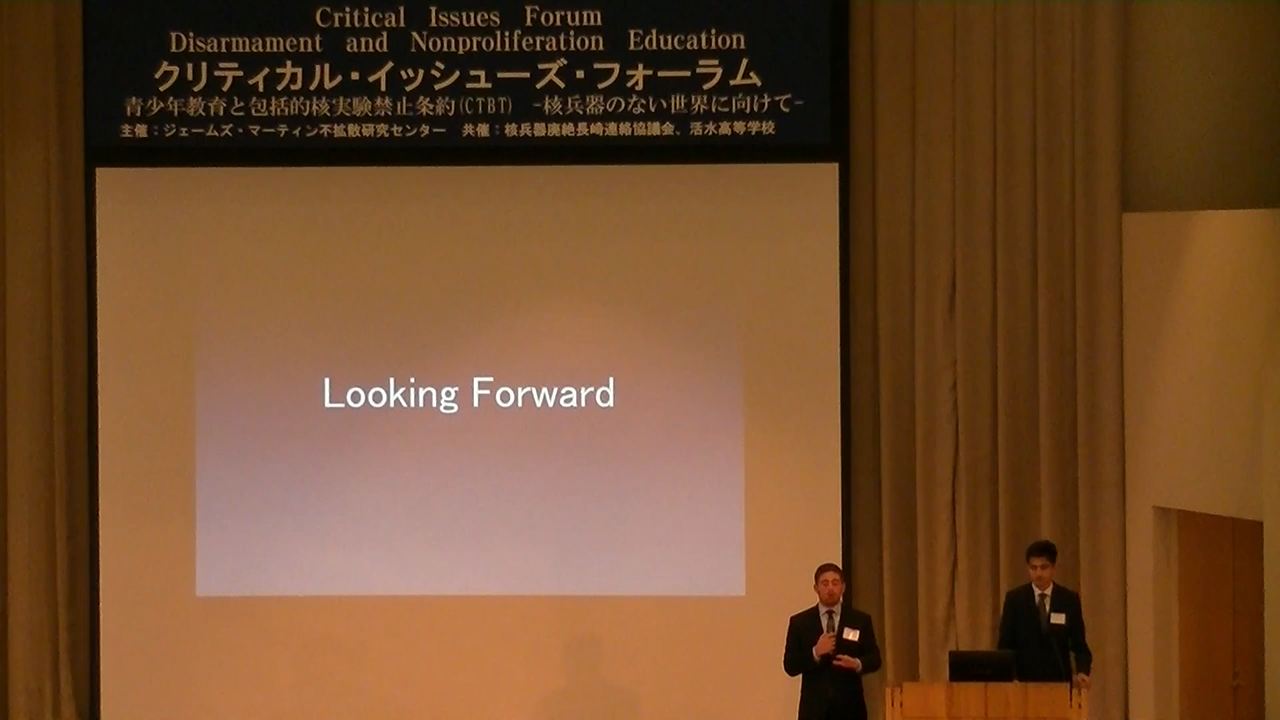 Critical Issues Forum
Disarmament and Nonproliferation Education
クリティカル・イッシューズ・フォーラム
青少年教育と包括的核実験禁止条約(CTBT) -核兵器のない世界に向けて-
主催:ジェームズ・マーティン不拡散研究センター 共催:核兵器廃絶長崎連絡協議会、活水高等学校
Looking Forward